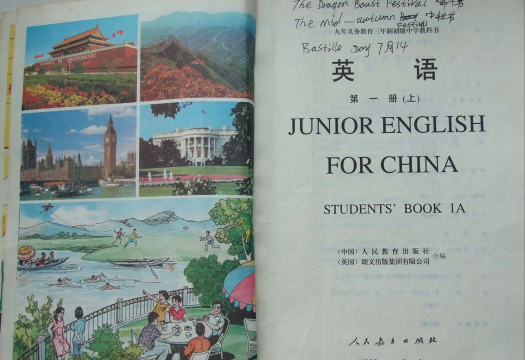 The Dragon Boat Festival
The Mid-autumn Festival 中秋节
九年义务教育三年制初级中学教科书
Bastille Day 7月14
英 语
第一册(上)
JUNIOR ENGLISH
FOR CHINA
STUDENTS' BOOK 1A
(中国)人民教育出版社
(英国)朗文出版集团有限公司 合编
人民教育出版社